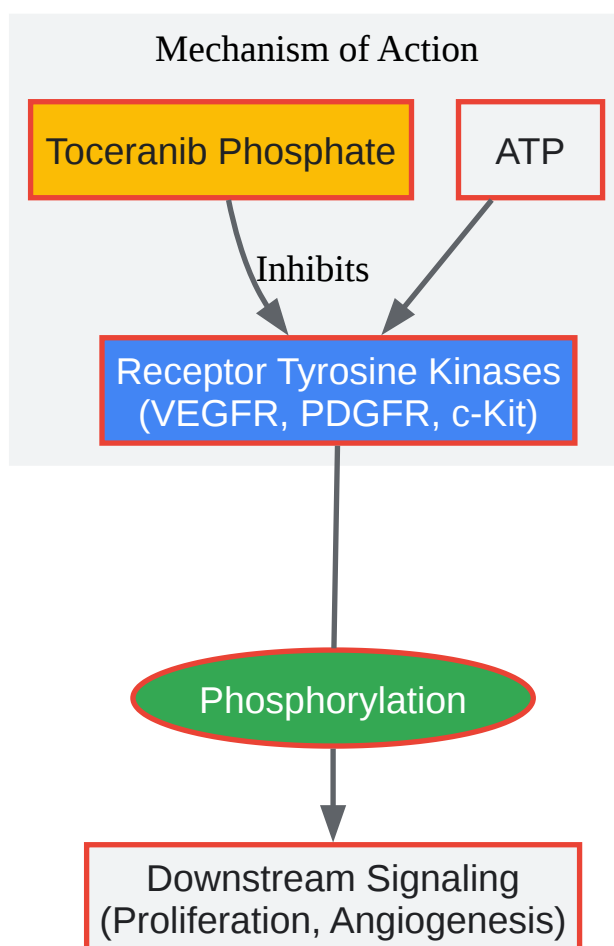 Mechanism of Action
Toceranib Phosphate
ATP
Inhibits
Receptor Tyrosine Kinases
(VEGFR, PDGFR, c-Kit)
Phosphorylation
Downstream Signaling
(Proliferation, Angiogenesis)